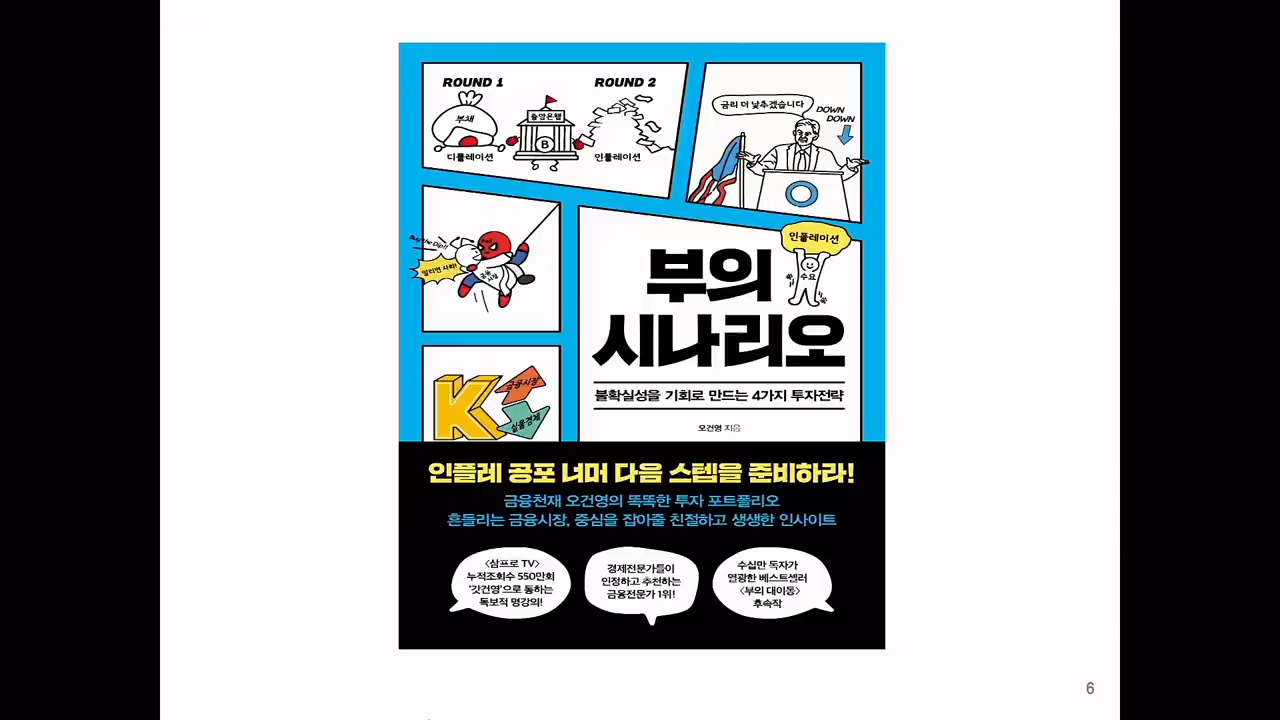 ROUND 1
ROUND 2
부채
중앙은행
B
디플레이션
인플레이션
금리 더 낮추겠습니다
DOWN
DOWN
Buy the Dip!!
밀리면 사라!
인플레이션
수요
부의
시나리오
불확실성을 기회로 만드는 4가지 투자전략
오건영 지음
K
금융시장
실물경제
인플레 공포 너머 다음 스텝을 준비하라!
금융천재 오건영의 똑똑한 투자 포트폴리오
흔들리는 금융시장, 중심을 잡아줄 친절하고 생생한 인사이트
〈삼프로 TV〉
누적조회수 550만회
'갓건영'으로 통하는
독보적 명강의!
경제전문가들이
인정하고 추천하는
금융전문가 1위!
수십만 독자가
열광한 베스트셀러
〈부의 대이동〉
후속작
6